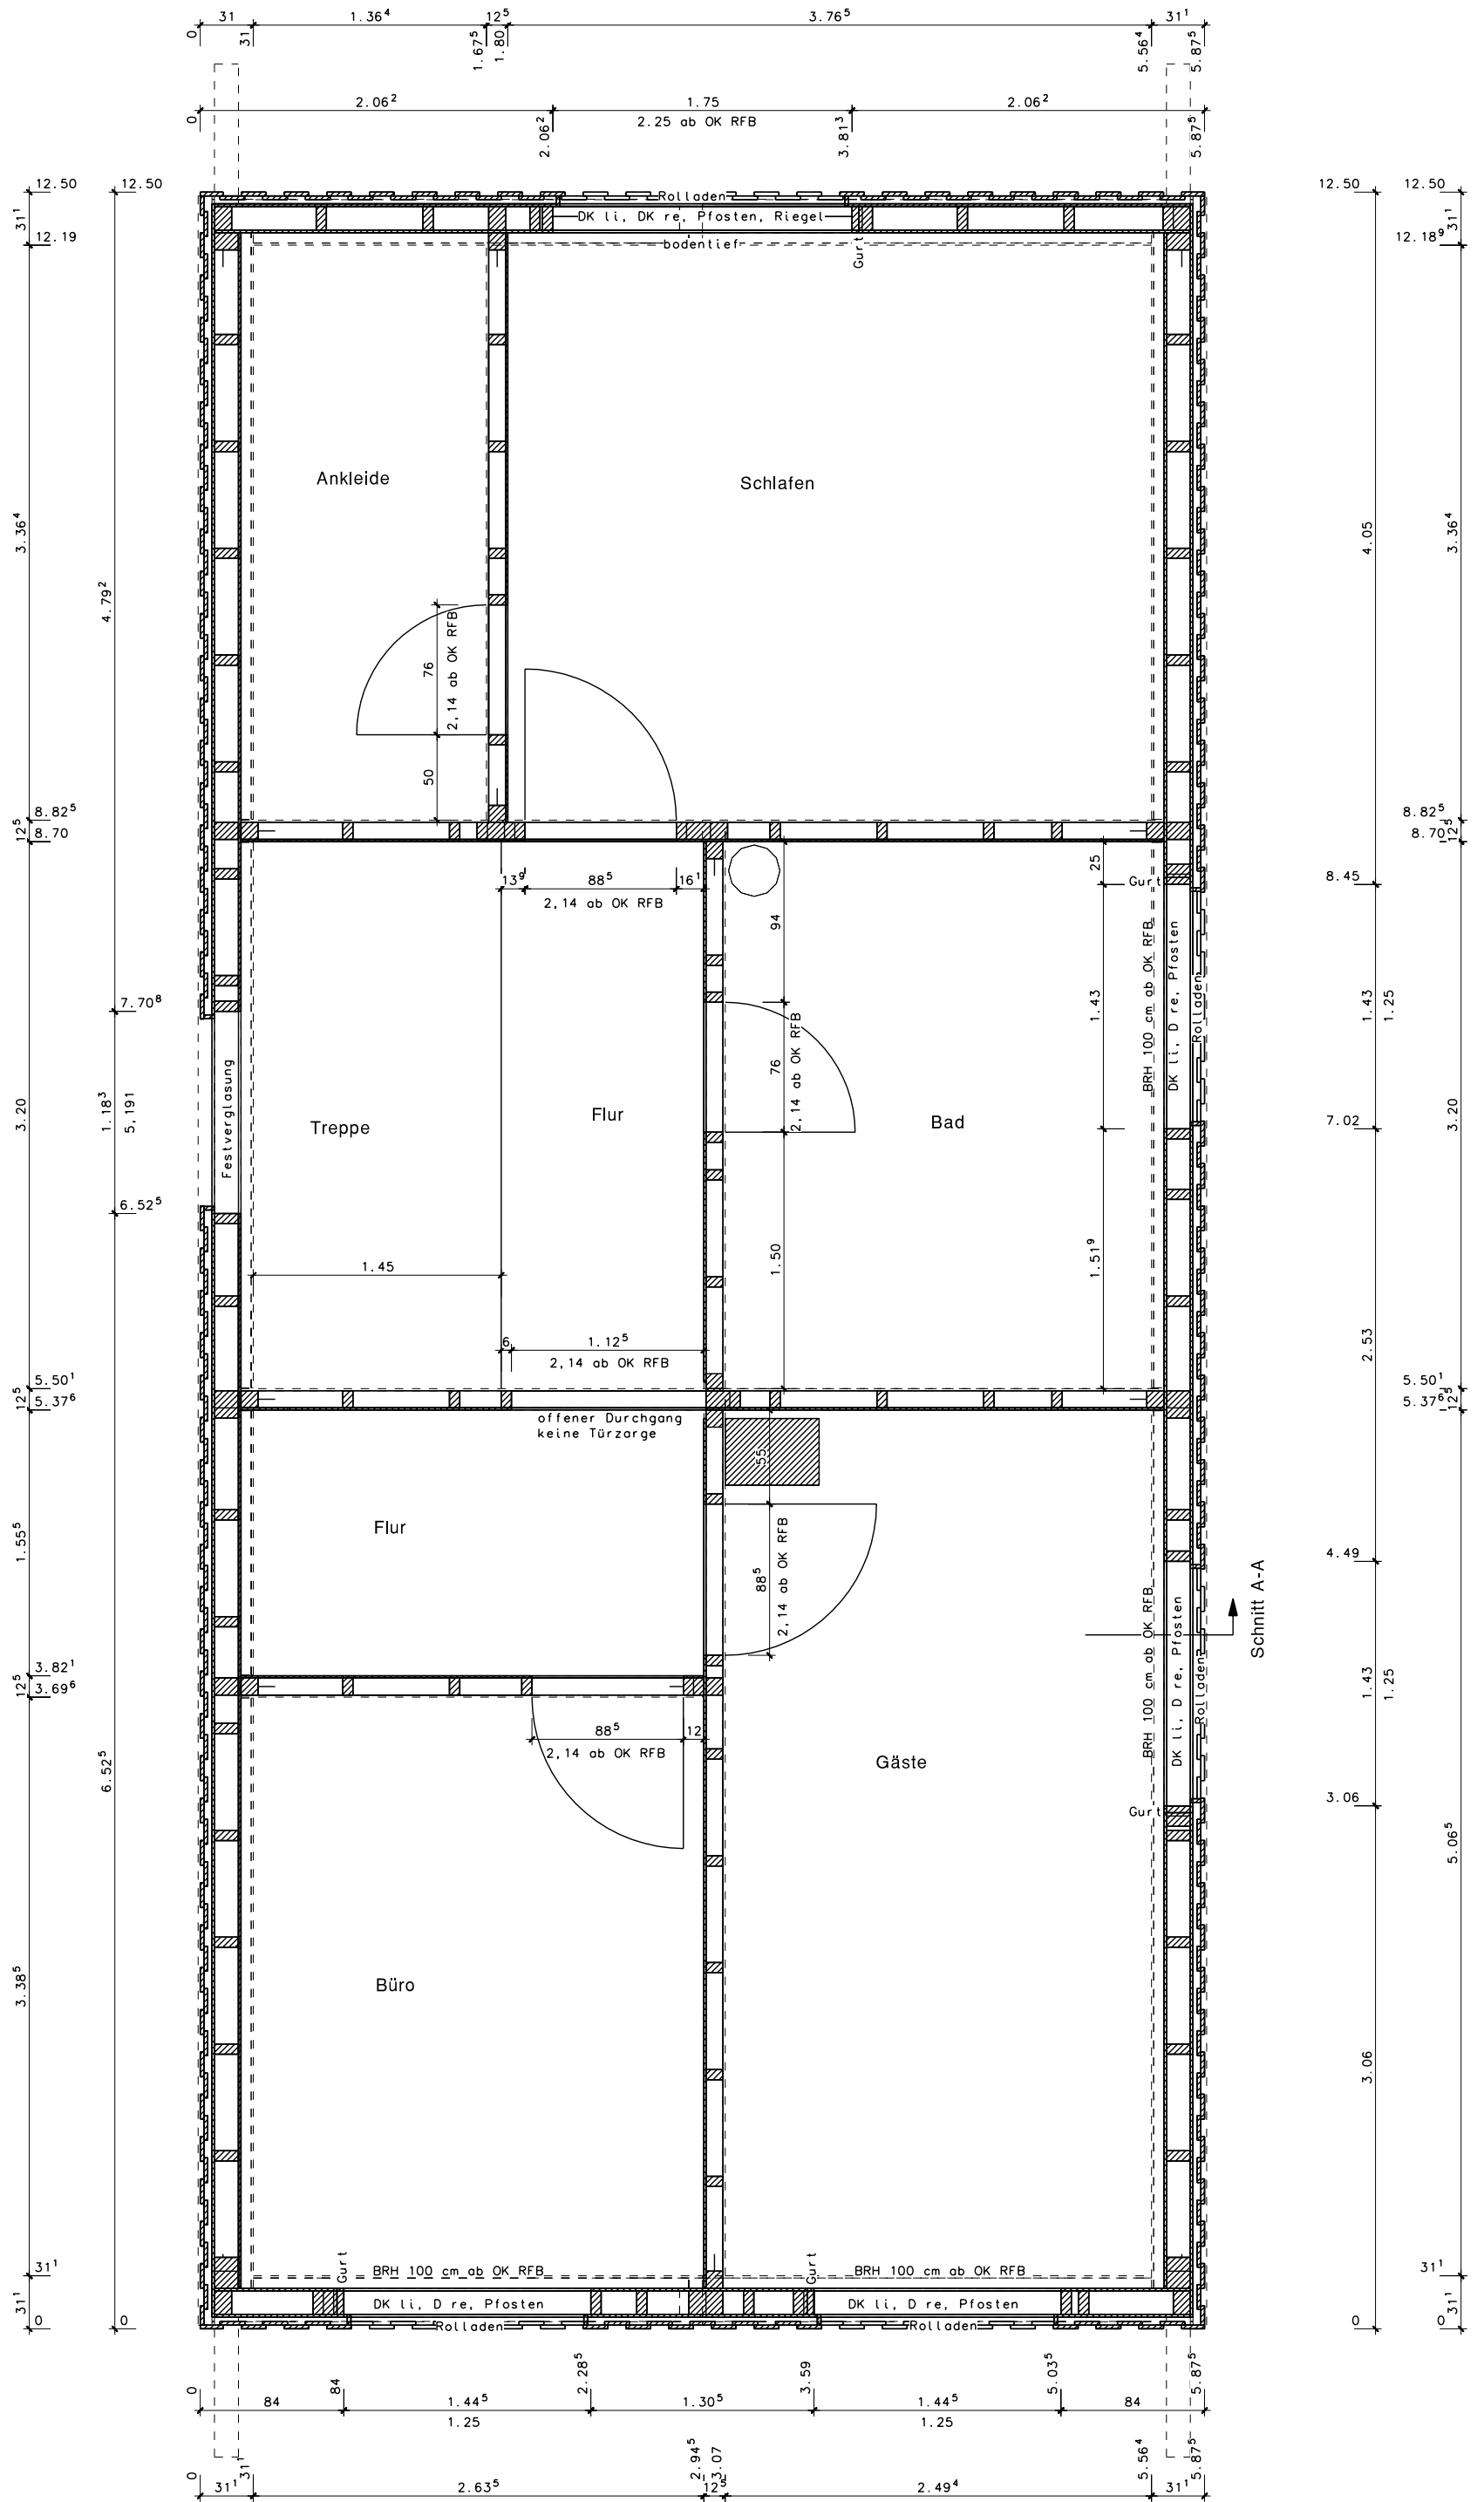 31 1.36⁴ 12⁵ 3.76⁵ 31¹
0 31 1.67⁵ 1.80 5.56⁴ 5.87⁵
2.06² 1.75 2.06²
2.25 ab OK RFB
0 2.06² 3.81³ 5.87⁵
12.50 12.50 12.50 12.50
Rolladen
DK li, DK re, Pfosten, Riegel
31¹ 31¹
12.19 bodentief 12.18⁹
Gurt
Ankleide
Schlafen
3.36⁴ 4.05 3.36⁴
4.79²
76
2,14 ab OK RFB
50
8.82⁵ 8.82⁵
12⁵ 12⁵
8.70 8.70
25
Gurt 8.45
13⁹ 88⁵ 16¹
2,14 ab OK RFB
94
BRH 100 cm ab OK RFB
DK li, D re, Pfosten
Rolladen
7.70⁸
1.43 1.43
1.25
76
2,14 ab OK RFB
Festverglasung
3.20 3.20
1.18³
5,191
Treppe
Flur
Bad
7.02
6.52⁵
1.50 1.51⁹
1.45
2.53
6 1.12⁵
2,14 ab OK RFB
5.50¹ 5.50¹
12⁵ 12⁵
5.37⁶ 5.37⁶
offener Durchgang
keine Türzarge
55
Flur
1.55⁵
88⁵
2,14 ab OK RFB
4.49
Schnitt A-A
BRH 100 cm ab OK RFB
DK li, D re, Pfosten
Rolladen
3.82¹
12⁵
3.69⁶
1.43
1.25
88⁵ 12
2,14 ab OK RFB
Gäste
6.52⁵
Gurt 3.06
5.06⁵
Büro
3.38⁵
3.06
31¹ 31¹
Gurt Gurt
BRH 100 cm ab OK RFB BRH 100 cm ab OK RFB
31¹ 31¹
DK li, D re, Pfosten DK li, D re, Pfosten
0 0 0 0
Rolladen Rolladen
0 84 2.28⁵ 3.59 5.03⁵ 5.87⁵
84 1.44⁵ 1.30⁵ 1.44⁵ 84
1.25 1.25
0 31¹ 2.94⁵ 3.07 5.56⁴ 5.87⁵
31¹ 2.63⁵ 12⁵ 2.49⁴ 31¹